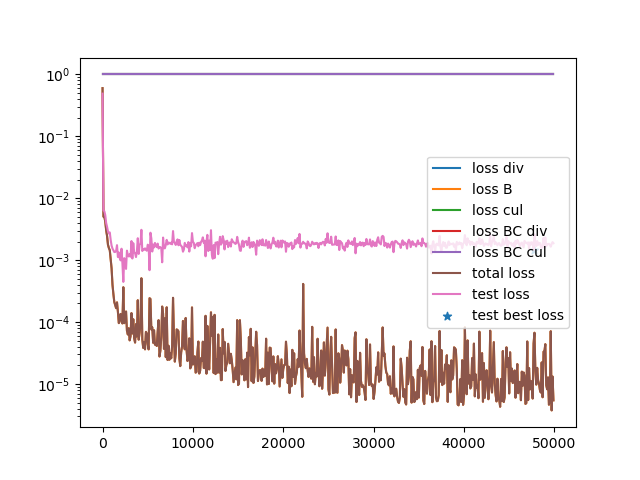 10⁰
10⁻¹
10⁻²
10⁻³
10⁻⁴
10⁻⁵
loss div
loss B
loss cul
loss BC div
loss BC cul
total loss
test loss
test best loss
0 10000 20000 30000 40000 50000